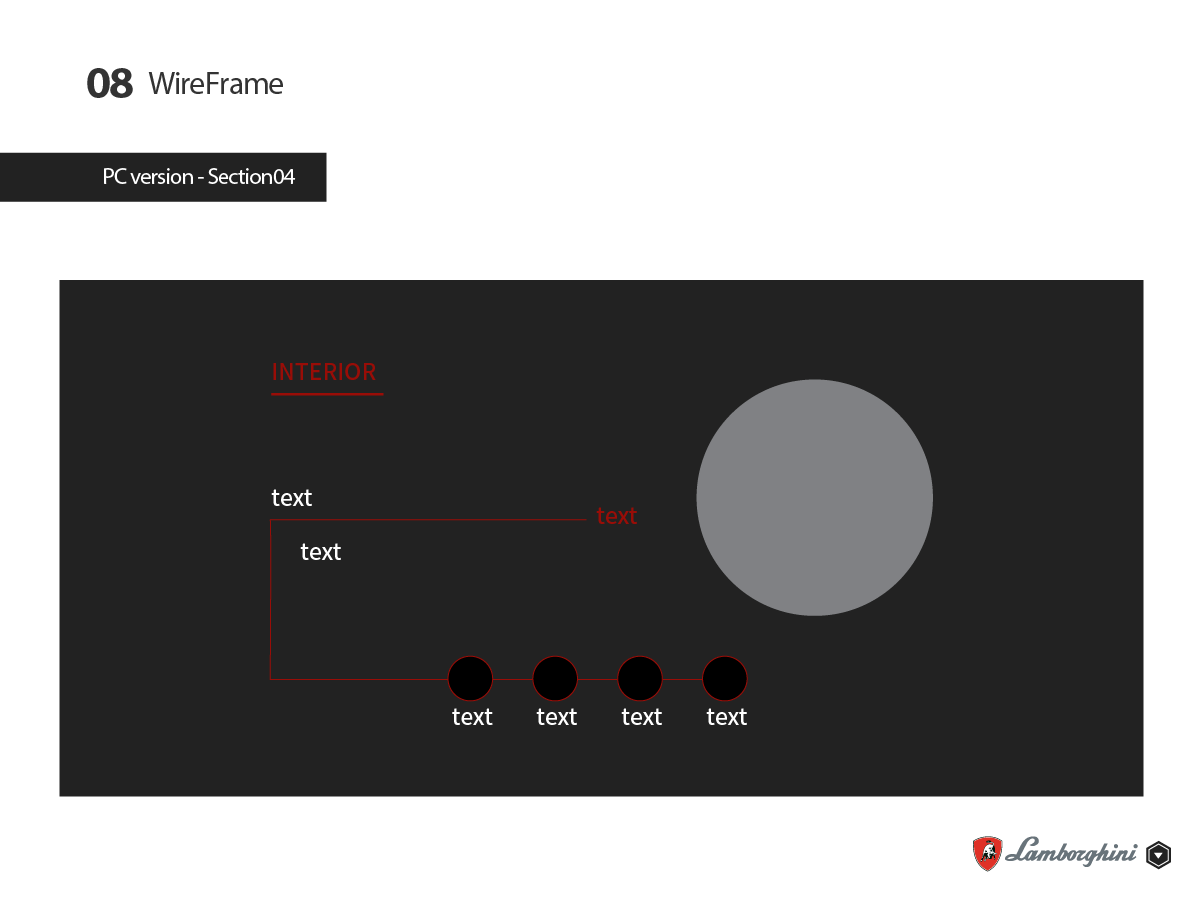 08 WireFrame
PC version - Section04
INTERIOR
text
text
text
text text text text
Lamborghini